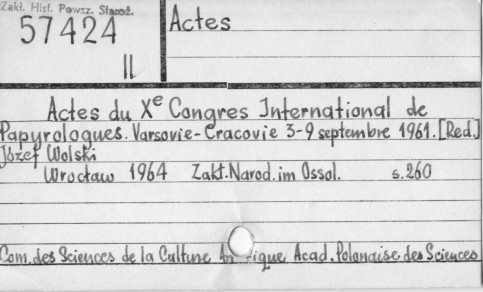 Zakł. Hist. Powsz. Staroż.
57424
II
Actes
Actes du Xe Congres International de
Papyrologues. Varsovie-Cracovie 3-9 septembre 1961. [Red.]
Józef Wolski
Wrocław 1964 Zakł. Narod. im Ossol. s. 260
Com. des Sciences de la Culture Acad. Polonaise des Sciences